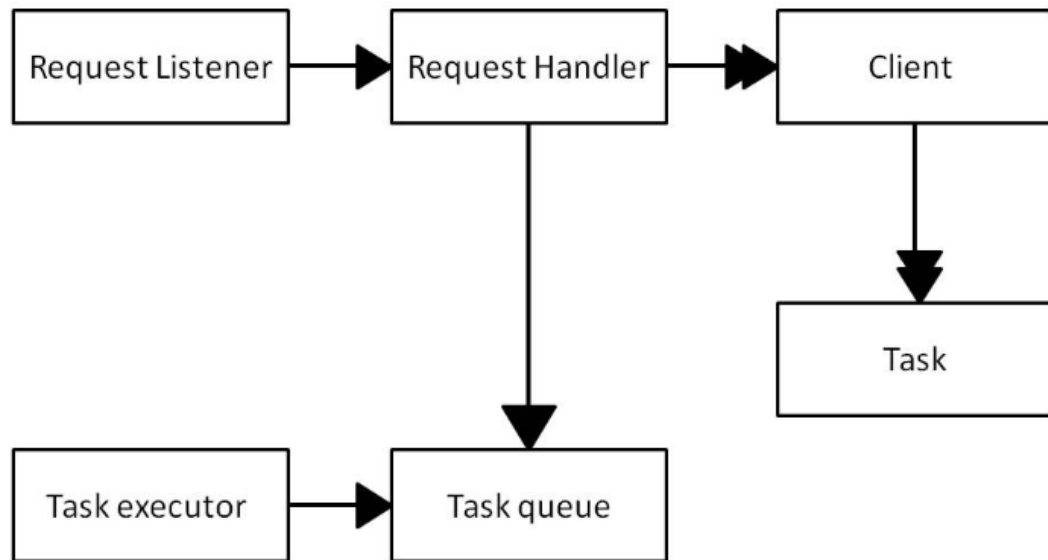 Request Listener
Request Handler
Client
Task
Task executor
Task queue